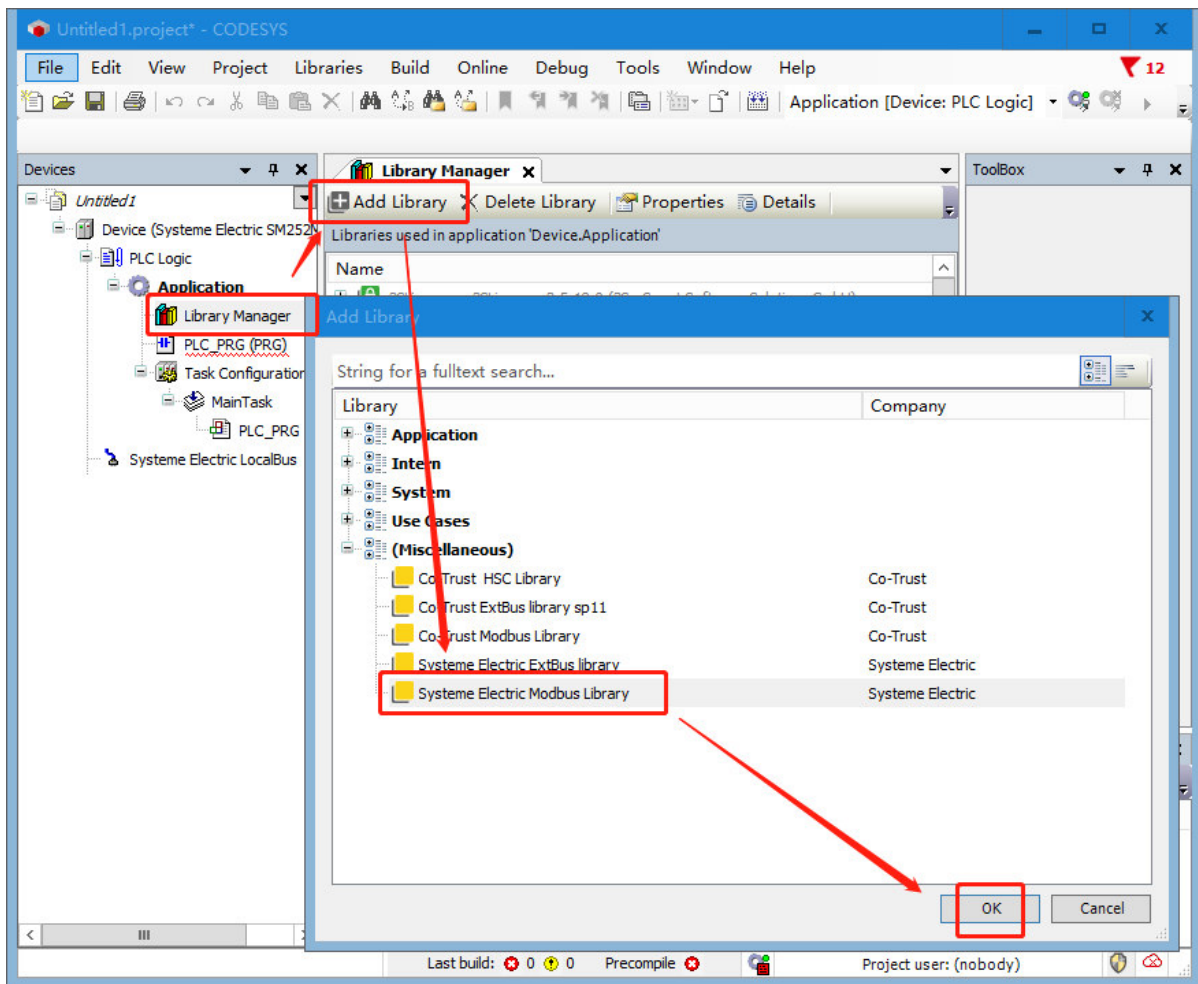 Untitled1.project* - CODESYS
File Edit View Project Libraries Build Online Debug Tools Window Help 12
Application [Device: PLC Logic]
Devices
Untitled1
Device (Systeme Electric SM252
PLC Logic
Application
Library Manager
PLC_PRG (PRG)
Task Configuration
MainTask
PLC_PRG
Systeme Electric LocalBus
Library Manager
Add Library Delete Library Properties Details
Libraries used in application 'Device.Application'
Name
ToolBox
Add Library
String for a fulltext search...
Library Company
Application
Intern
System
Use Cases
(Miscellaneous)
Co-Trust HSC Library Co-Trust
Co-Trust ExtBus library sp11 Co-Trust
Co-Trust Modbus Library Co-Trust
Systeme Electric ExtBus library Systeme Electric
Systeme Electric Modbus Library Systeme Electric
OK Cancel
Last build: 0 0 Precompile Project user: (nobody)